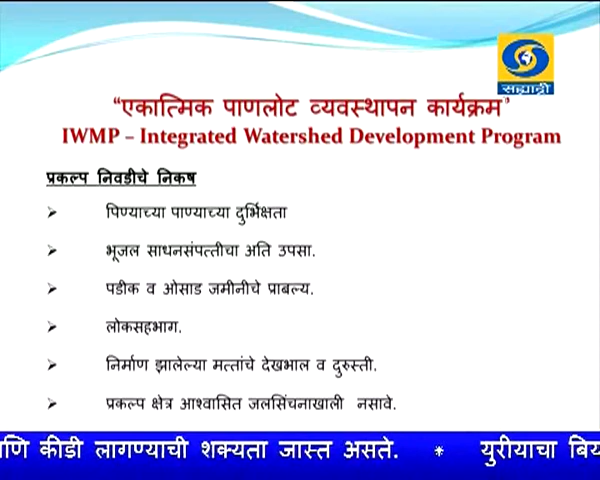 सह्याद्री
“एकात्मिक पाणलोट व्यवस्थापन कार्यक्रम”
IWMP – Integrated Watershed Development Program
प्रकल्प निवडीचे निकष
➢ पिण्याच्या पाण्याच्या दुर्भिक्षता
➢ भूजल साधनसंपत्तीचा अति उपसा.
➢ पडीक व ओसाड जमीनीचे प्राबल्य.
➢ लोकसहभाग.
➢ निर्माण झालेल्या मत्तांचे देखभाल व दुरुस्ती.
➢ प्रकल्प क्षेत्र आश्वासित जलसिंचनाखाली नसावे.
कीडी लागण्याची शक्यता जास्त असते. * युरीयाचा